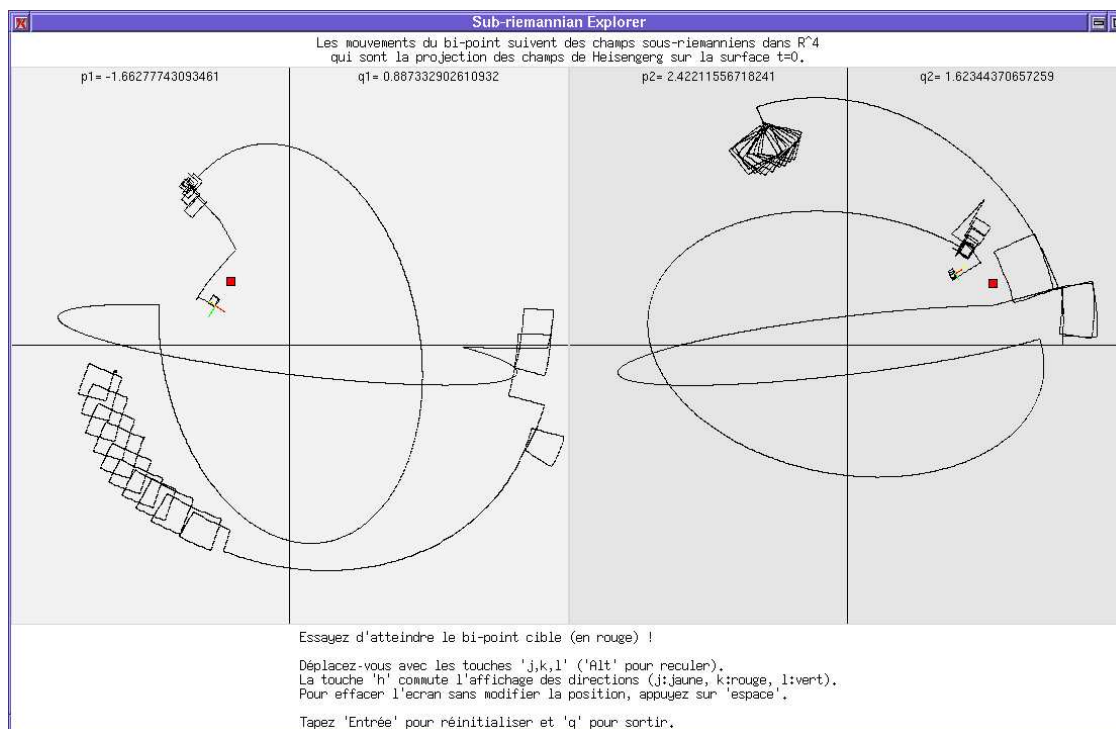 Sub-riemannian Explorer
Les mouvements du bi-point suivent des champs sous-riemanniens dans R^4
qui sont la projection des champs de Heisengerg sur la surface t=0.
p1= -1.66277743093461
q1= 0.887332902610932
p2= 2.42211556718241
q2= 1.62344370657259
Essayez d'atteindre le bi-point cible (en rouge) !
Déplacez-vous avec les touches 'j,k,l' ('Alt' pour reculer).
La touche 'h' commute l'affichage des directions (j:jaune, k:rouge, l:vert).
Pour effacer l'ecran sans modifier la position, appuyez sur 'espace'.
Tapez 'Entrée' pour réinitialiser et 'q' pour sortir.